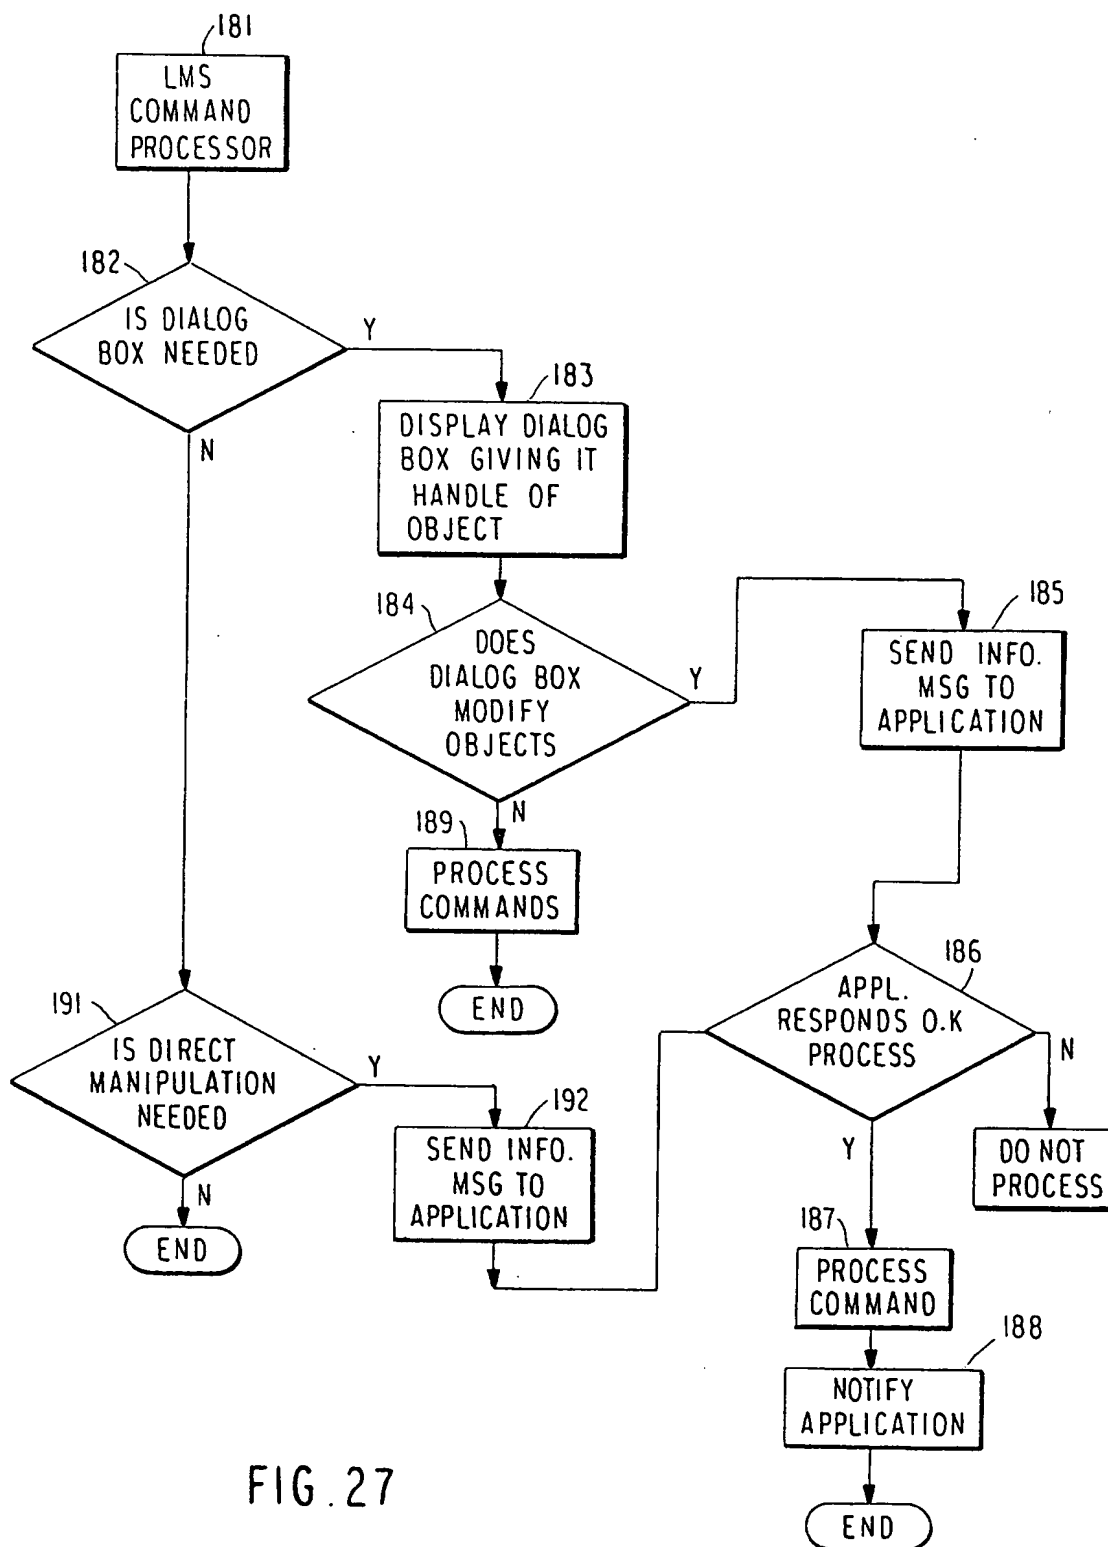 181
LMS
COMMAND
PROCESSOR
182
IS DIALOG
BOX NEEDED
Y
N
183
DISPLAY DIALOG
BOX GIVING IT
HANDLE OF
OBJECT
184
DOES
DIALOG BOX
MODIFY
OBJECTS
Y
N
185
SEND INFO.
MSG TO
APPLICATION
189
PROCESS
COMMANDS
END
186
APPL.
RESPONDS O.K
PROCESS
N
Y
DO NOT
PROCESS
191
IS DIRECT
MANIPULATION
NEEDED
Y
N
END
192
SEND INFO.
MSG TO
APPLICATION
187
PROCESS
COMMAND
188
NOTIFY
APPLICATION
END
FIG. 27